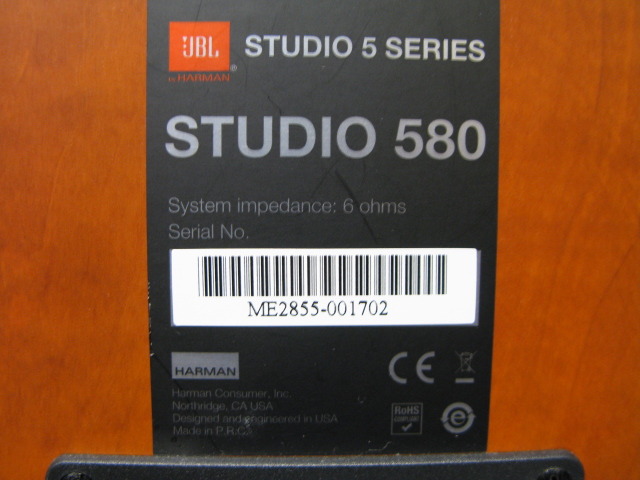 JBL STUDIO 5 SERIES
by HARMAN
STUDIO 580
System impedance: 6 ohms
Serial No.
ME2855-001702
HARMAN
Harman Consumer, Inc.
Northridge, CA USA
Designed and engineered in USA
Made in P.R.C.
CE
RoHS
COMPLIANT